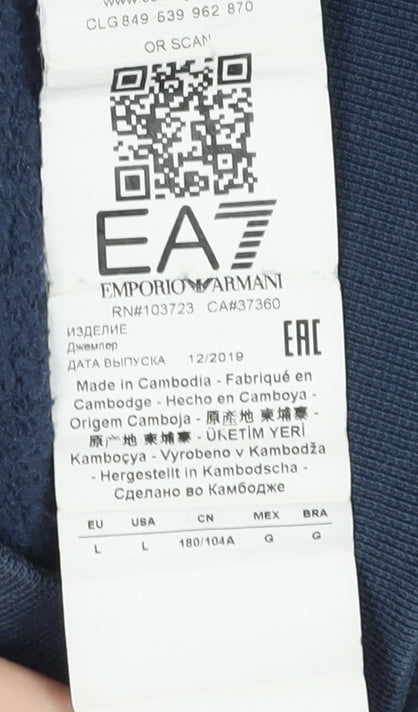 CLG 849 539 962 870
OR SCAN
EA7
EMPORIO ARMANI
RN#103723 CA#37360
ИЗДЕЛИЕ
Джемпер
ДАТА ВЫПУСКА 12/2019
EAC
Made in Cambodia - Fabriqué en
Cambodge - Hecho en Camboya -
Origem Camboja - 原產地 柬埔寨 -
原产地 柬埔寨 - ÜRETİM YERİ
Kamboçya - Vyrobeno v Kambodža
- Hergestellt in Kambodscha -
Сделано во Камбодже
EU USA CN MEX BRA
L L 180/104A G G